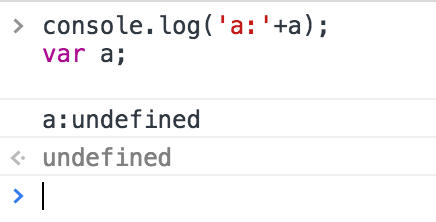 > console.log('a:'+a);
var a;
a:undefined
< undefined
>